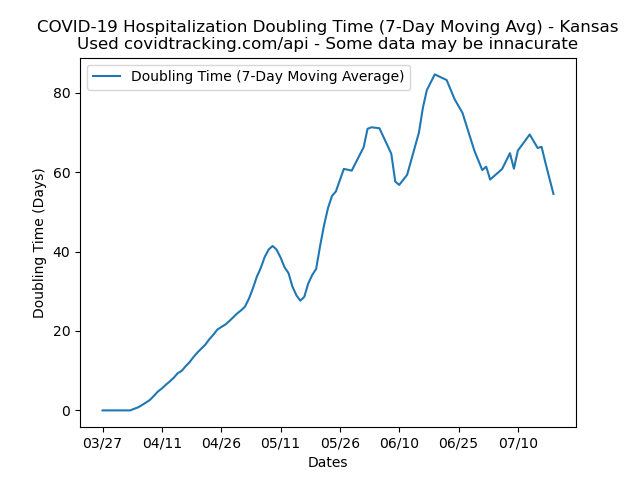 COVID-19 Hospitalization Doubling Time (7-Day Moving Avg) - Kansas
Used covidtracking.com/api - Some data may be innacurate
Doubling Time (7-Day Moving Average)
Doubling Time (Days)
80
60
40
20
0
03/27 04/11 04/26 05/11 05/26 06/10 06/25 07/10
Dates